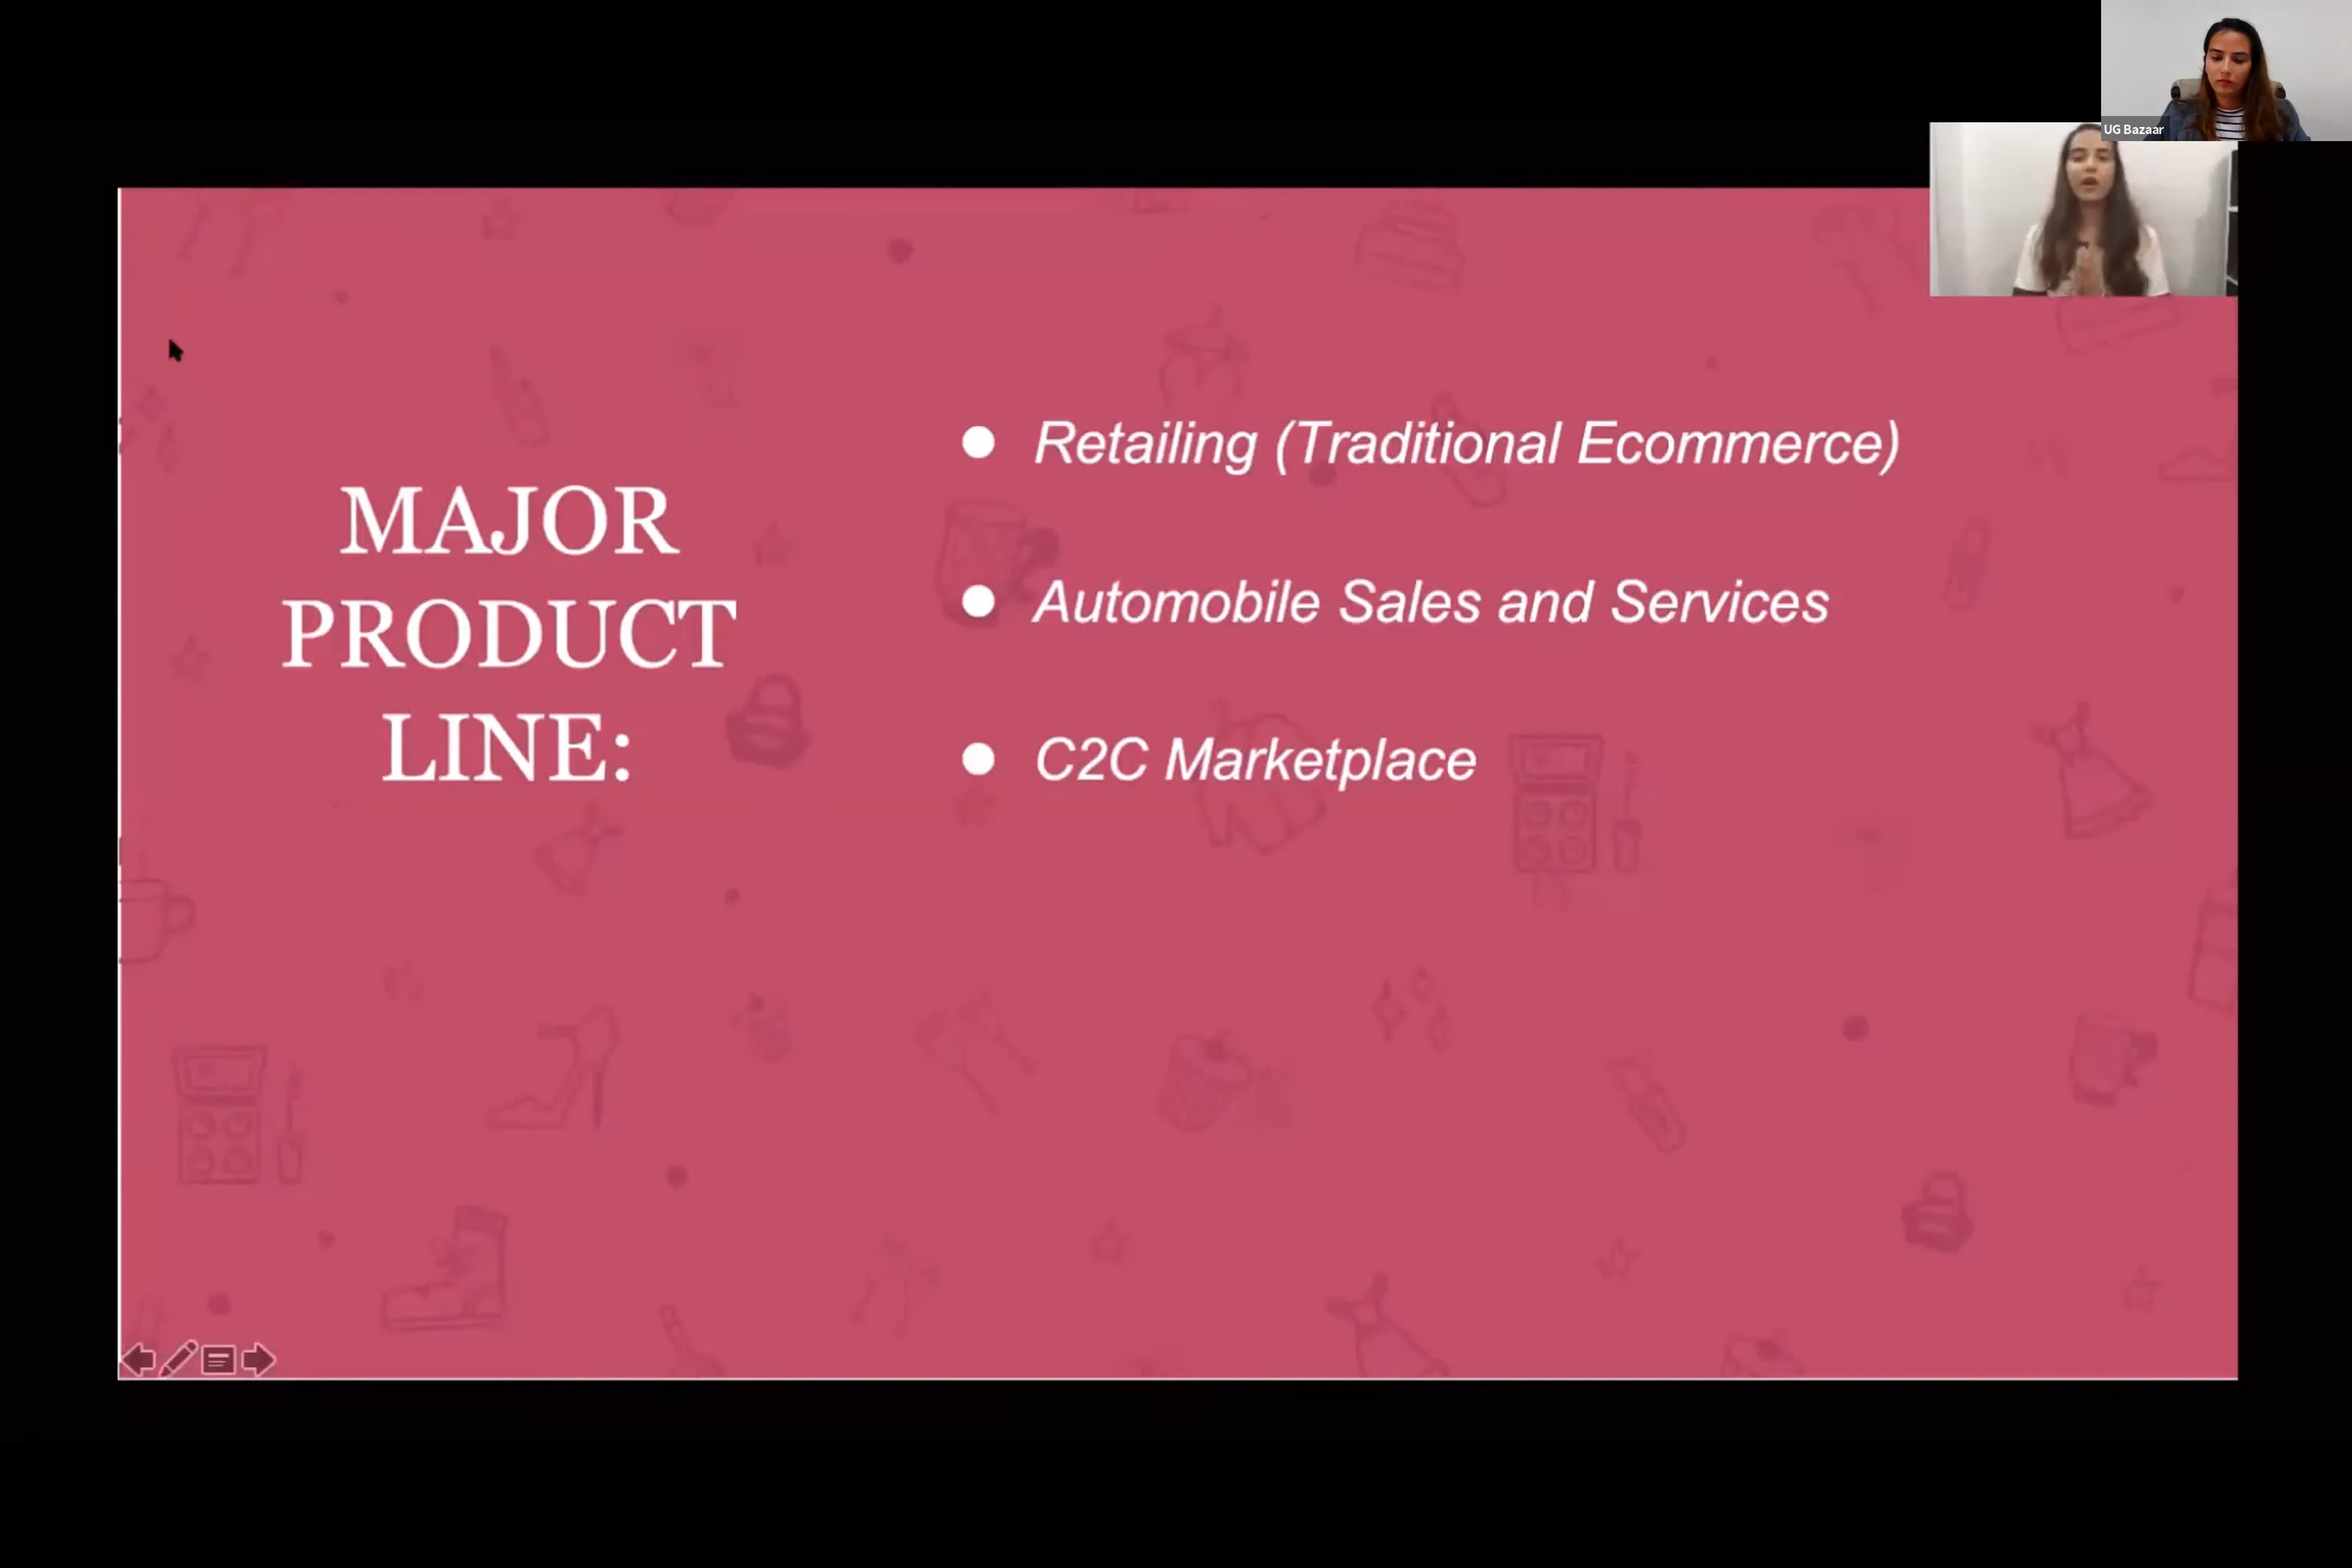 UG Bazaar
MAJOR
PRODUCT
LINE:
● Retailing (Traditional Ecommerce)
● Automobile Sales and Services
● C2C Marketplace